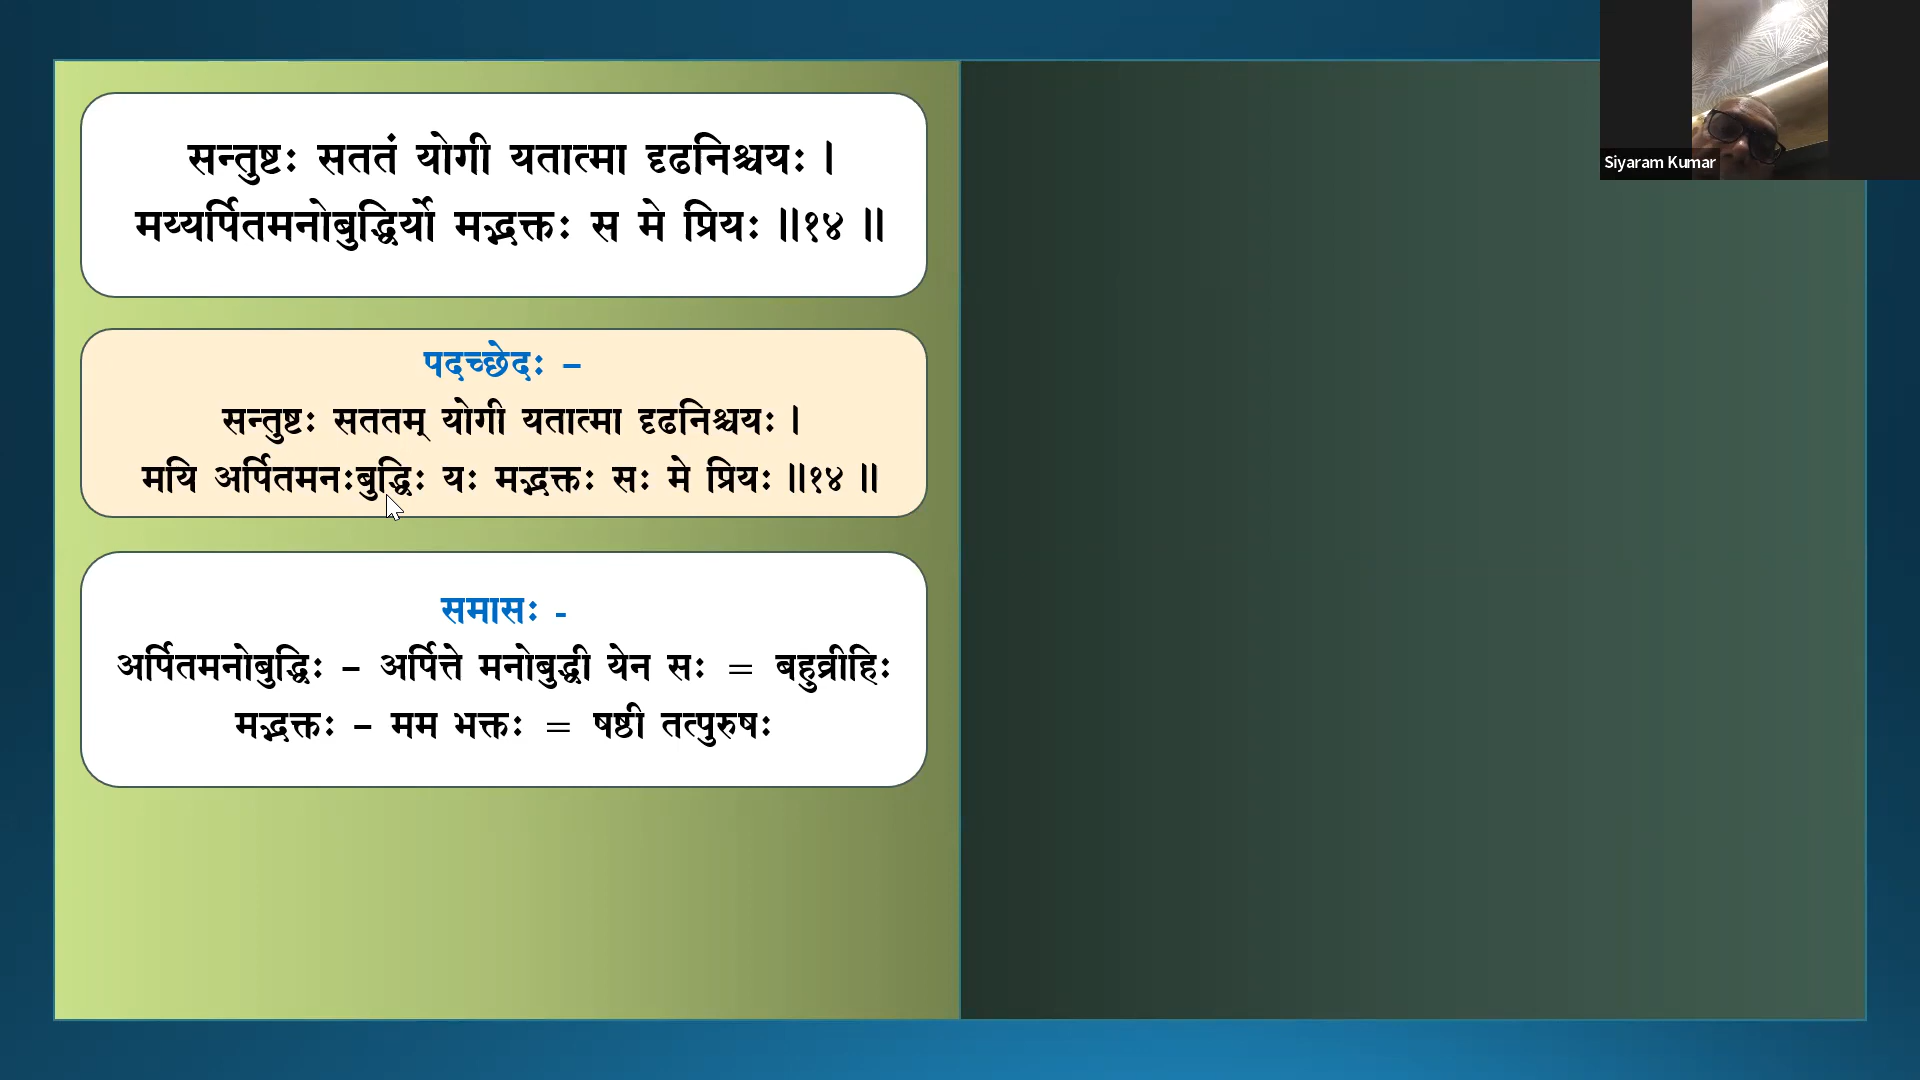 सन्तुष्टः सततं योगी यतात्मा दृढनिश्चयः ।
मय्यर्पितमनोबुद्धिर्यो मद्भक्तः स मे प्रियः ॥१४ ॥
पदच्छेदः –
सन्तुष्टः सततम् योगी यतात्मा दृढनिश्चयः ।
मयि अर्पितमनःबुद्धिः यः मद्भक्तः सः मे प्रियः ॥१४ ॥
समासः -
अर्पितमनोबुद्धिः – अर्पित्ते मनोबुद्धी येन सः = बहुव्रीहिः
मद्भक्तः – मम भक्तः = षष्ठी तत्पुरुषः
Siyaram Kumar